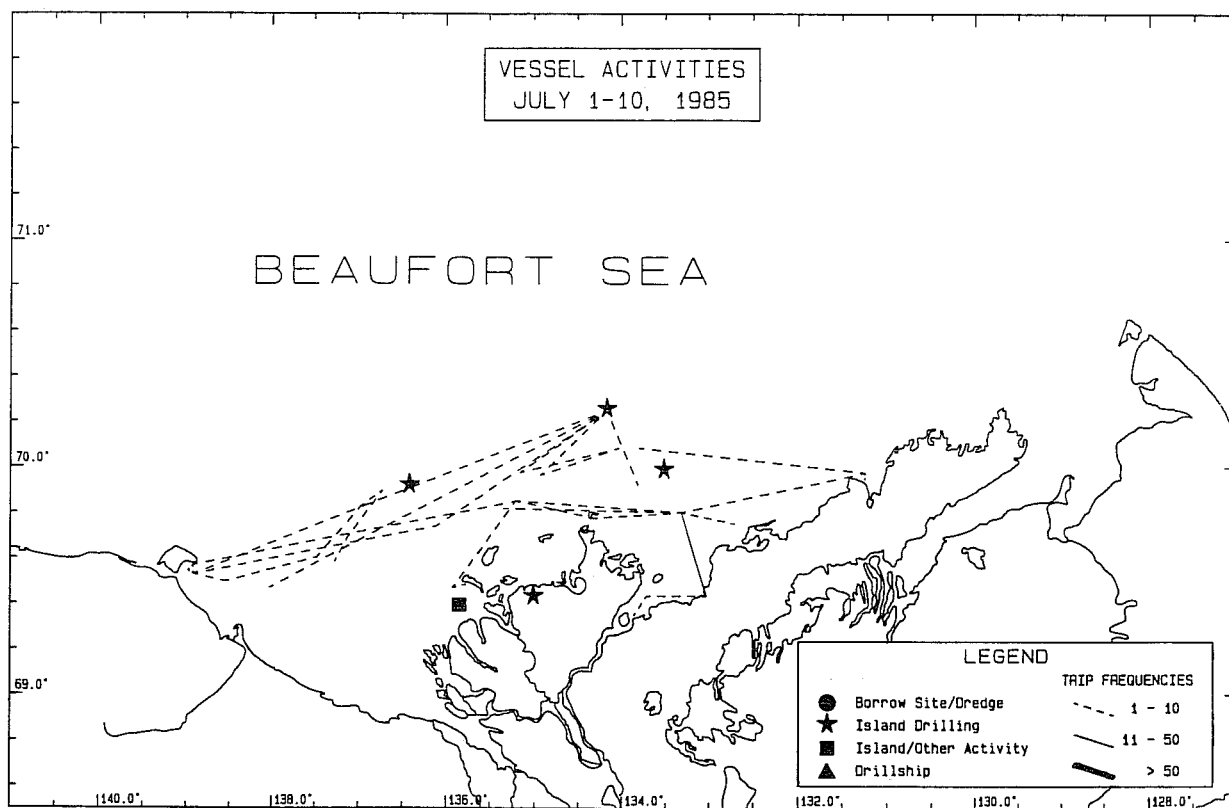 VESSEL ACTIVITIES
JULY 1-10, 1985
71.0°
BEAUFORT SEA
70.0°
69.0°
LEGEND
TRIP FREQUENCIES
Borrow Site/Dredge
1 - 10
Island Drilling
11 - 50
Island/Other Activity
> 50
Drillship
140.0° 138.0° 136.0° 134.0° 132.0° 130.0° 128.0°